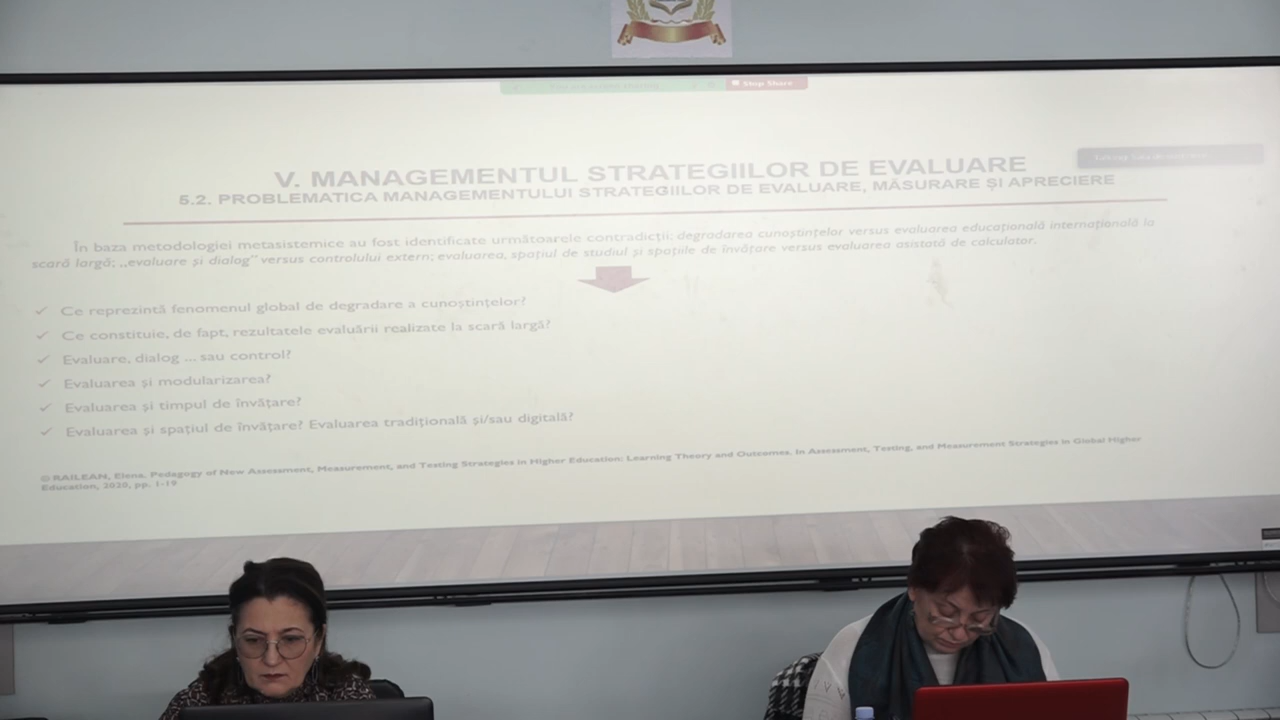 Stop Share
V. MANAGEMENTUL STRATEGIILOR DE EVALUARE
5.2. PROBLEMATICA MANAGEMENTULUI STRATEGIILOR DE EVALUARE, MĂSURARE ȘI APRECIERE
În baza metodologiei metasistemice au fost identificate următoarele contradicții: degradarea cunoștințelor versus evaluarea educațională internațională la
scară largă; „evaluare și dialog” versus controlului extern; evaluarea, spațiul de studiul și spațiile de învățare versus evaluarea asistată de calculator.
✓ Ce reprezintă fenomenul global de degradare a cunoștințelor?
✓ Ce constituie, de fapt, rezultatele evaluării realizate la scară largă?
✓ Evaluare, dialog ... sau control?
✓ Evaluarea și modularizarea?
✓ Evaluarea și timpul de învățare?
✓ Evaluarea și spațiul de învățare? Evaluarea tradițională și/sau digitală?
© RAILEAN, Elena. Pedagogy of New Assessment, Measurement, and Testing Strategies in Higher Education: Learning Theory and Outcomes. In Assessment, Testing, and Measurement Strategies in Global Higher
Education, 2020, pp. 1-19